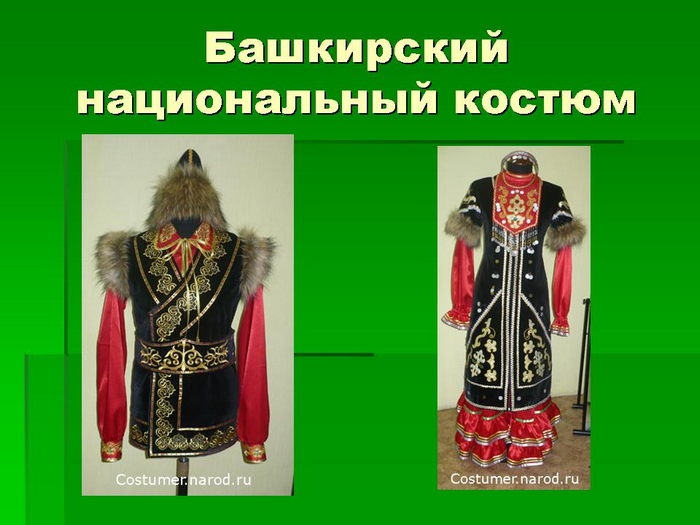 Башкирский
национальный костюм
Costumer.narod.ru
Costumer.narod.ru